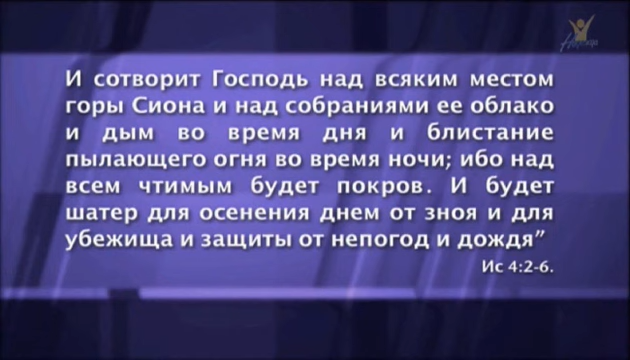 Надежда
И сотворит Господь над всяким местом
горы Сиона и над собраниями ее облако
и дым во время дня и блистание
пылающего огня во время ночи; ибо над
всем чтимым будет покров. И будет
шатер для осенения днем от зноя и для
убежища и защиты от непогод и дождя”
Ис 4:2-6.